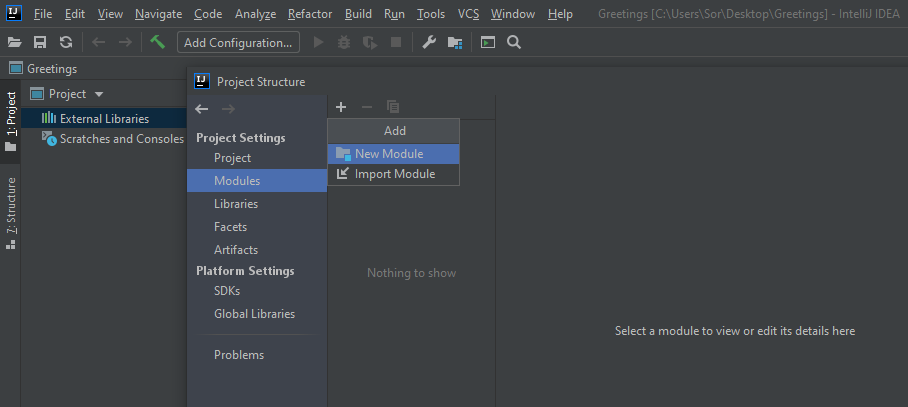 IJ File Edit View Navigate Code Analyze Refactor Build Run Tools VCS Window Help Greetings [C:\Users\Sor\Desktop\Greetings] - IntelliJ IDEA
Add Configuration...
Greetings
1: Project
Project
External Libraries
Scratches and Consoles
7: Structure
IJ Project Structure
Project Settings
Project
Modules
Libraries
Facets
Artifacts
Platform Settings
SDKs
Global Libraries
Problems
Add
New Module
Import Module
Nothing to show
Select a module to view or edit its details here